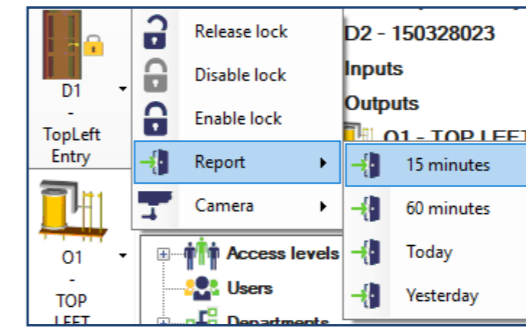 D1
-
TopLeft
Entry
O1
-
TOP
LEFT
Release lock
Disable lock
Enable lock
Report
Camera
Access levels
Users
Departments
D2 - 150328023
Inputs
Outputs
O1 - TOP LEFT
15 minutes
60 minutes
Today
Yesterday